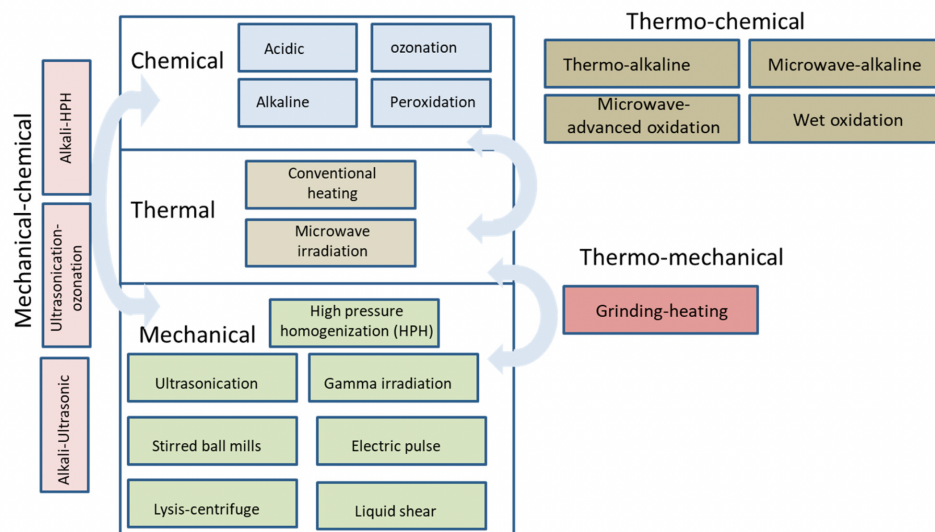 Thermo-chemical
Chemical
Acidic
ozonation
Alkaline
Peroxidation
Thermo-alkaline
Microwave-alkaline
Microwave-
advanced oxidation
Wet oxidation
Mechanical-chemical
Alkali-HPH
Ultrasonication-
ozonation
Alkali-Ultrasonic
Thermal
Conventional
heating
Microwave
irradiation
Thermo-mechanical
Grinding-heating
Mechanical
High pressure
homogenization (HPH)
Ultrasonication
Gamma irradiation
Stirred ball mills
Electric pulse
Lysis-centrifuge
Liquid shear